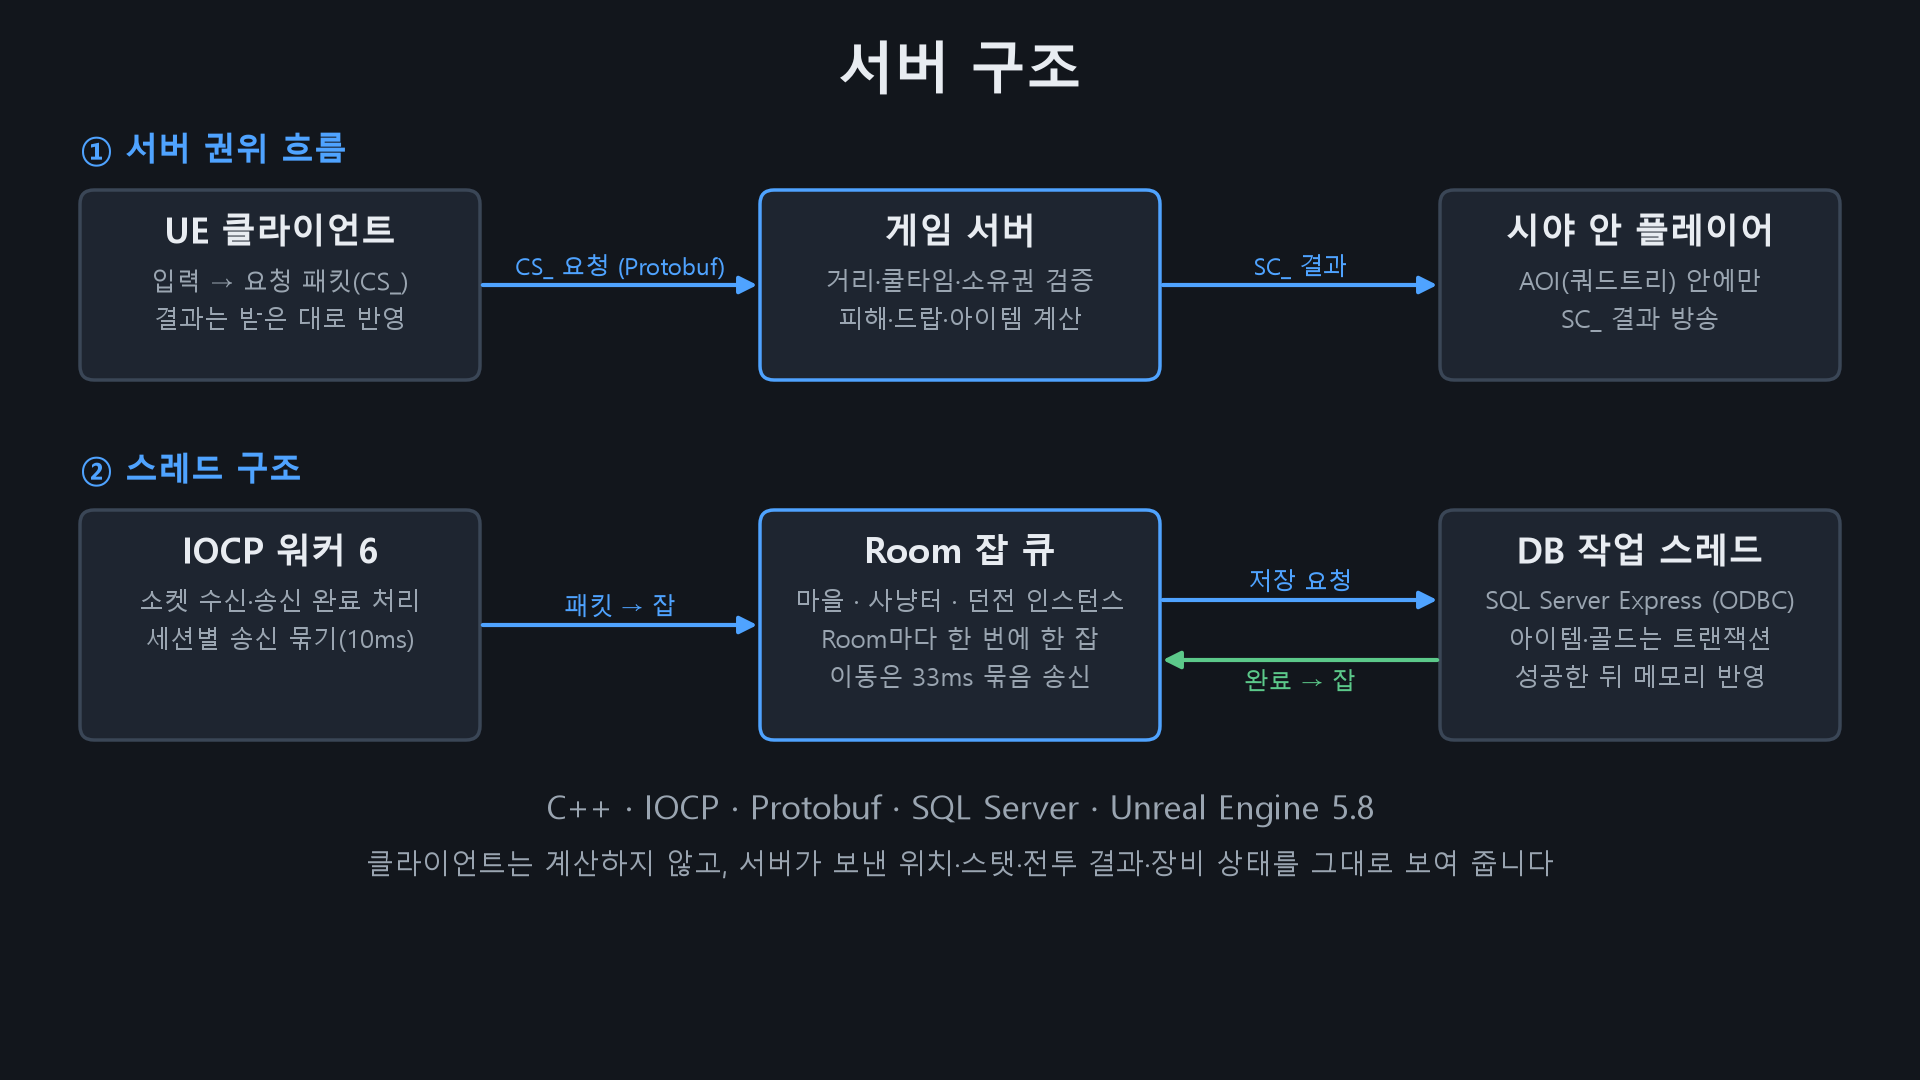 서버 구조
① 서버 권위 흐름
UE 클라이언트
입력 → 요청 패킷(CS_)
결과는 받은 대로 반영
CS_ 요청 (Protobuf)
게임 서버
거리·쿨타임·소유권 검증
피해·드랍·아이템 계산
SC_ 결과
시야 안 플레이어
AOI(쿼드트리) 안에만
SC_ 결과 방송
② 스레드 구조
IOCP 워커 6
소켓 수신·송신 완료 처리
세션별 송신 묶기(10ms)
패킷 → 잡
Room 잡 큐
마을 · 사냥터 · 던전 인스턴스
Room마다 한 번에 한 잡
이동은 33ms 묶음 송신
저장 요청
완료 → 잡
DB 작업 스레드
SQL Server Express (ODBC)
아이템·골드는 트랜잭션
성공한 뒤 메모리 반영
C++ · IOCP · Protobuf · SQL Server · Unreal Engine 5.8
클라이언트는 계산하지 않고, 서버가 보낸 위치·스탯·전투 결과·장비 상태를 그대로 보여 줍니다